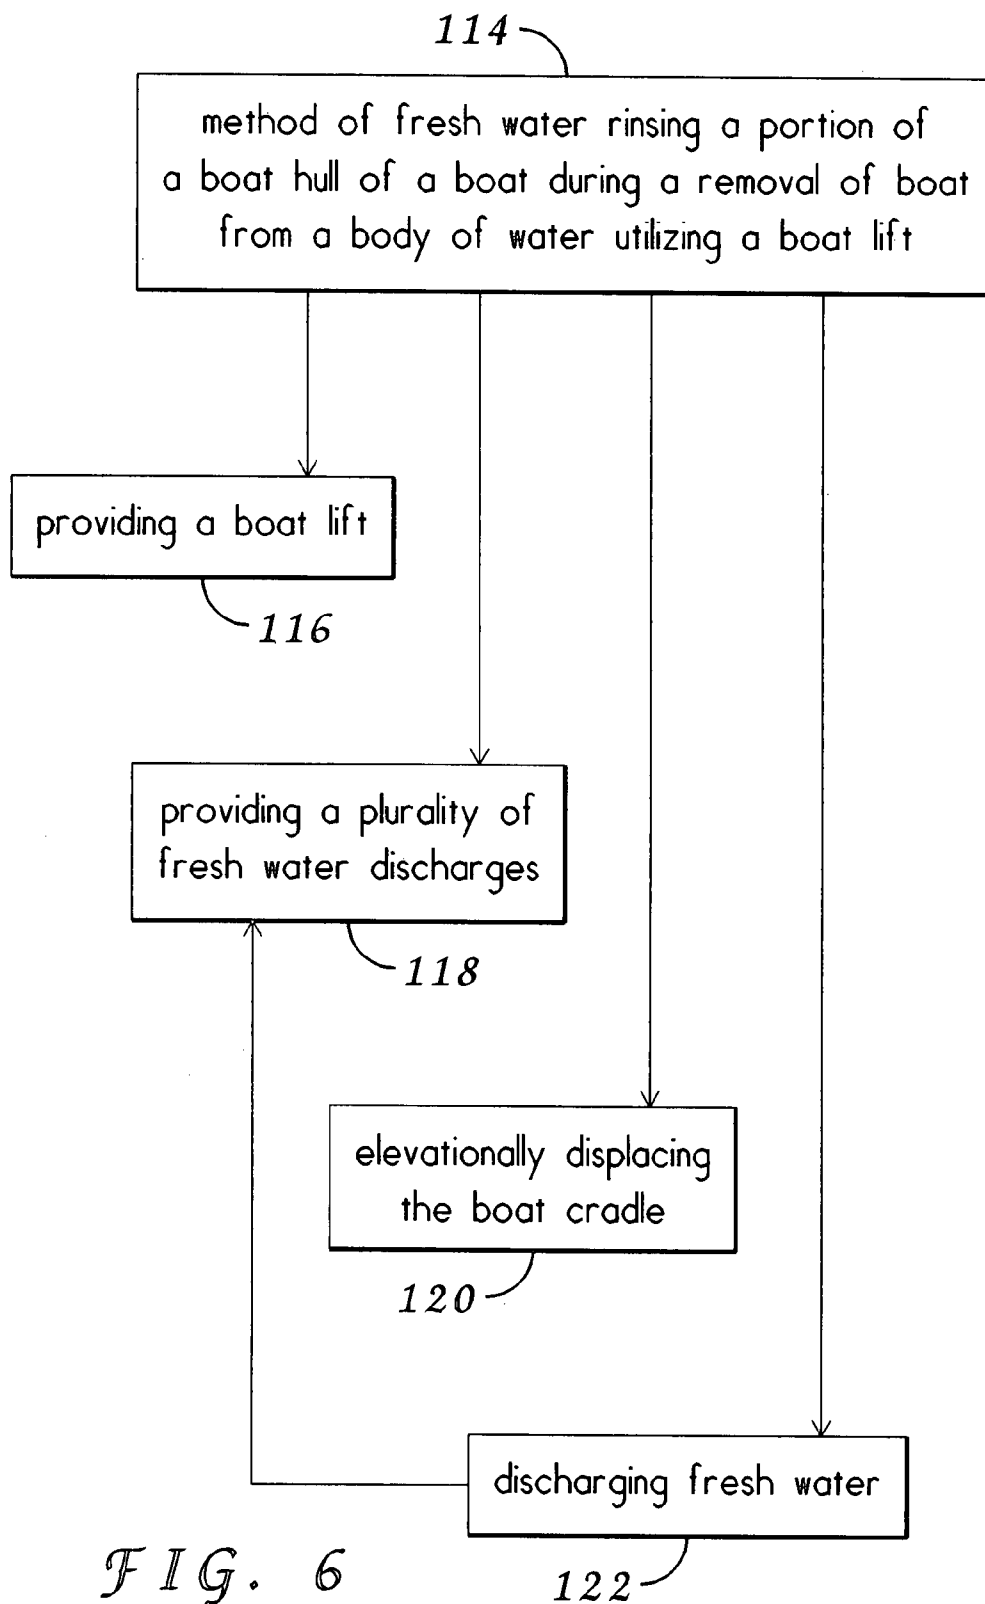 114
method of fresh water rinsing a portion of
a boat hull of a boat during a removal of boat
from a body of water utilizing a boat lift
providing a boat lift
116
providing a plurality of
fresh water discharges
118
elevationally displacing
the boat cradle
120
discharging fresh water
122
FIG. 6